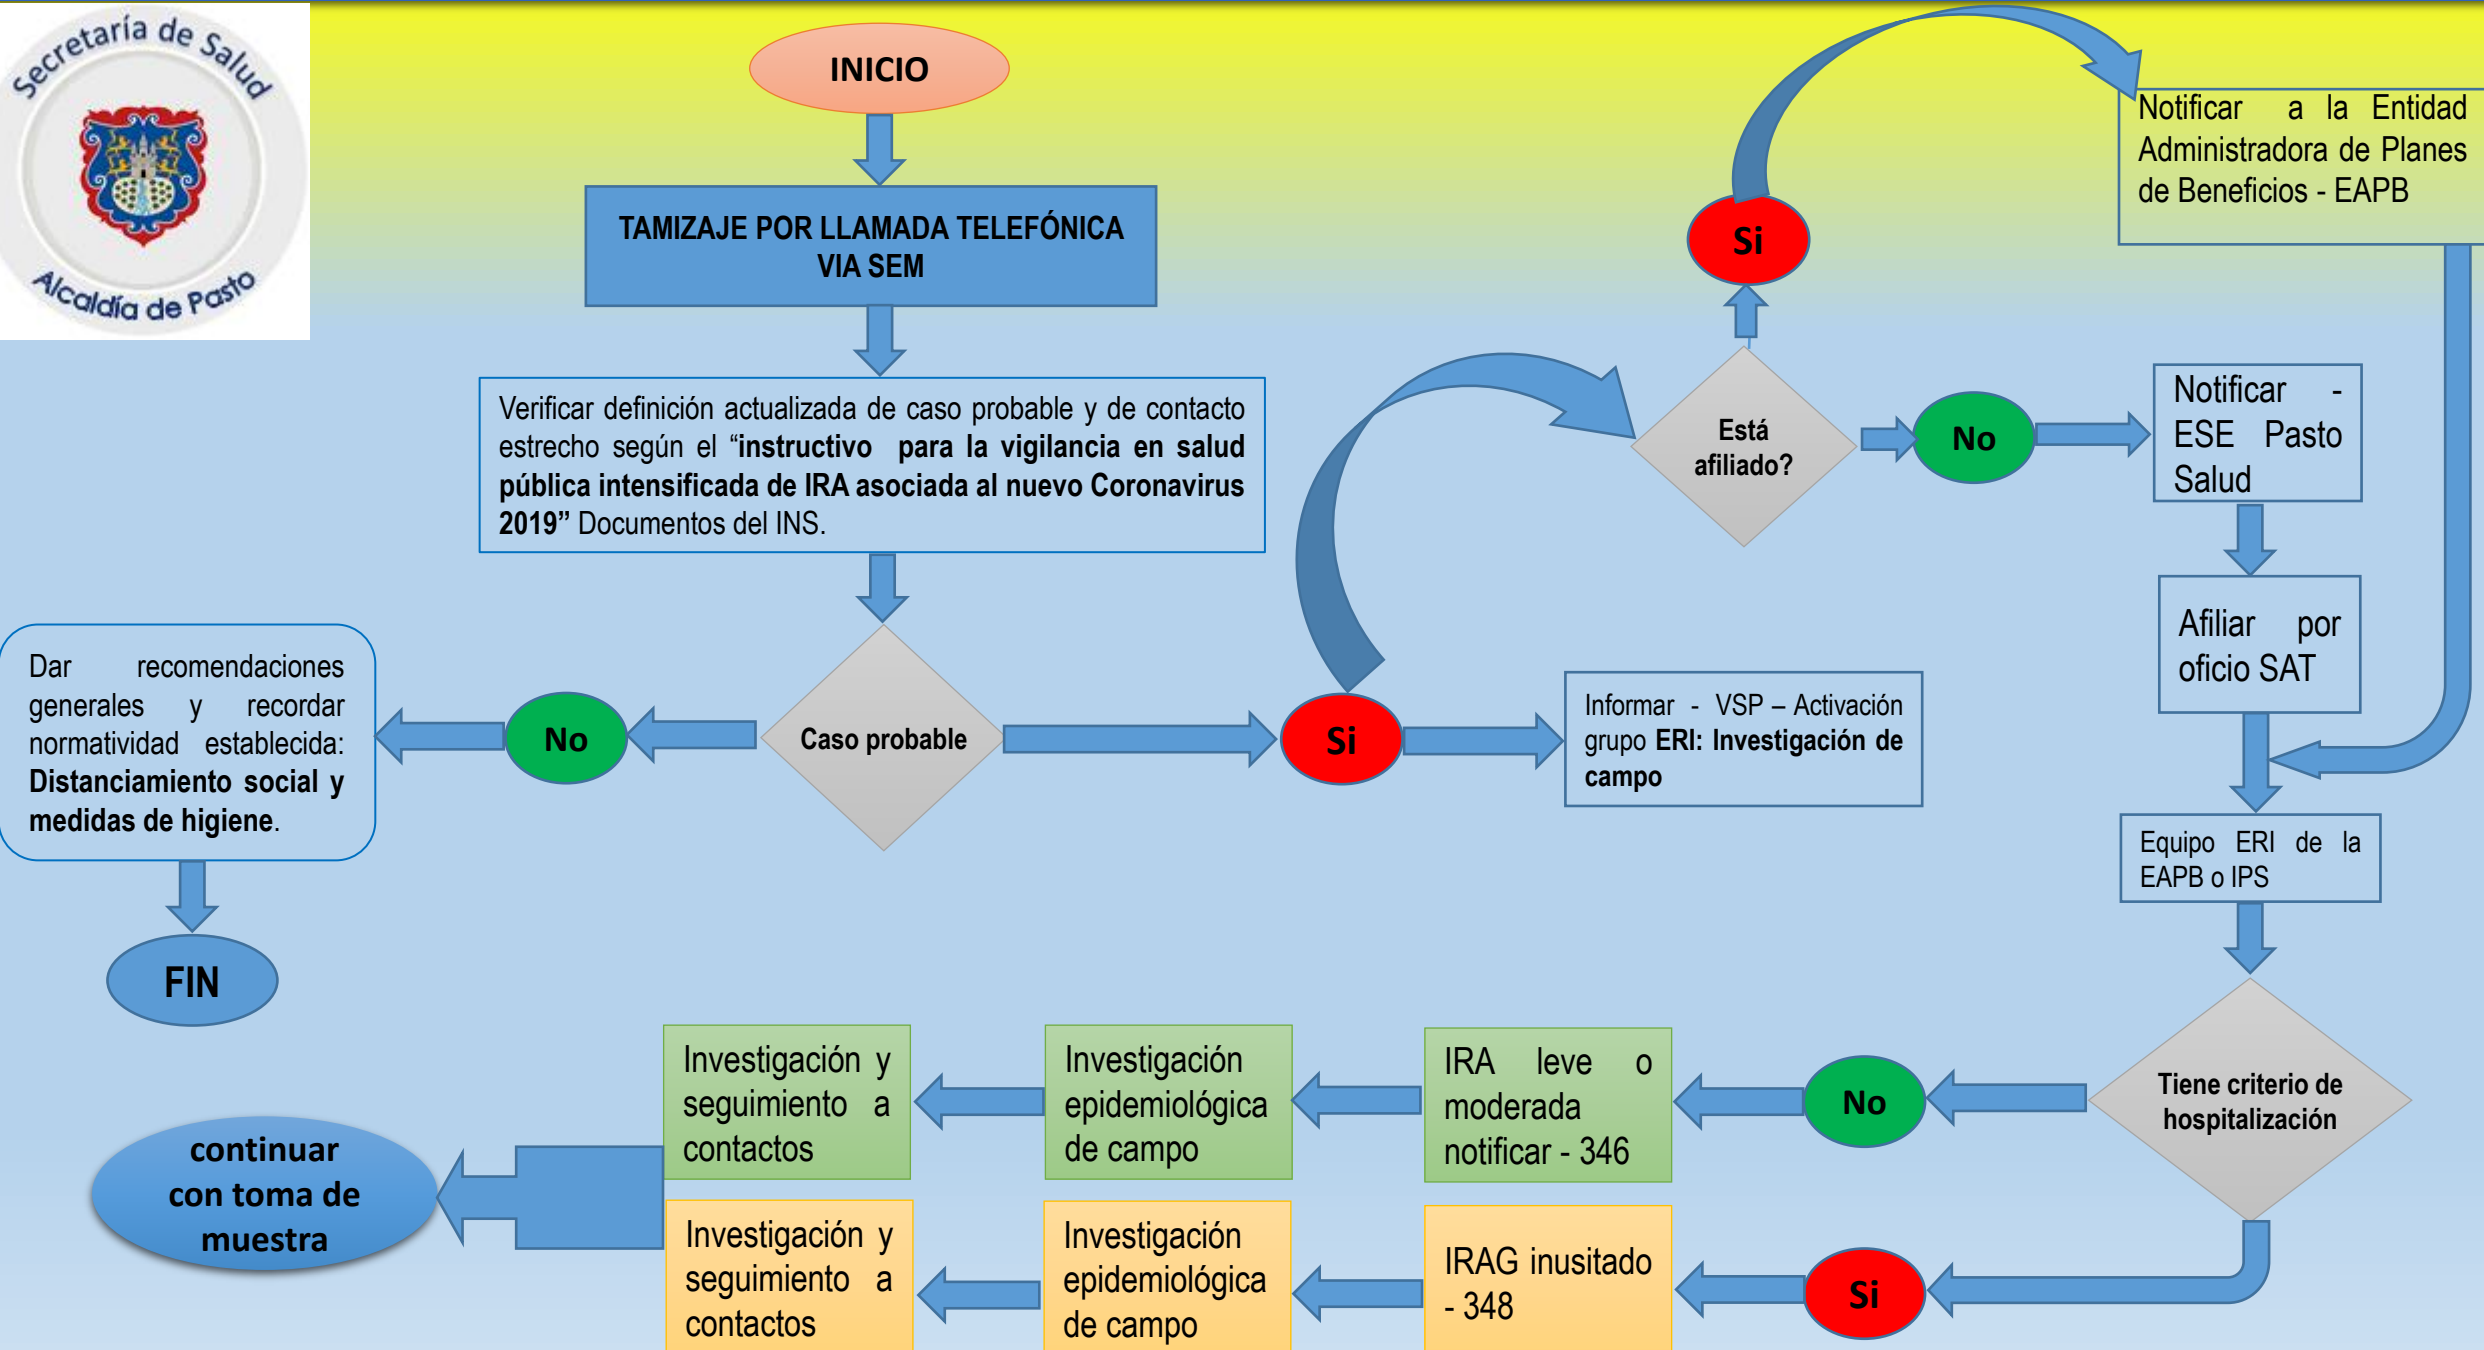 Secretaría de Salud
Alcaldía de Pasto
INICIO
TAMIZAJE POR LLAMADA TELEFÓNICA
VIA SEM
Verificar definición actualizada de caso probable y de contacto
estrecho según el “instructivo para la vigilancia en salud
pública intensificada de IRA asociada al nuevo Coronavirus
2019” Documentos del INS.
Caso probable
No
Dar recomendaciones
generales y recordar
normatividad establecida:
Distanciamiento social y
medidas de higiene.
FIN
Si
Informar - VSP – Activación
grupo ERI: Investigación de
campo
Está
afiliado?
Si
Notificar a la Entidad
Administradora de Planes
de Beneficios - EAPB
No
Notificar -
ESE Pasto
Salud
Afiliar por
oficio SAT
Equipo ERI de la
EAPB o IPS
Tiene criterio de
hospitalización
No
IRA leve o
moderada
notificar - 346
Investigación
epidemiológica
de campo
Investigación y
seguimiento a
contactos
Si
IRAG inusitado
- 348
Investigación
epidemiológica
de campo
Investigación y
seguimiento a
contactos
continuar
con toma de
muestra